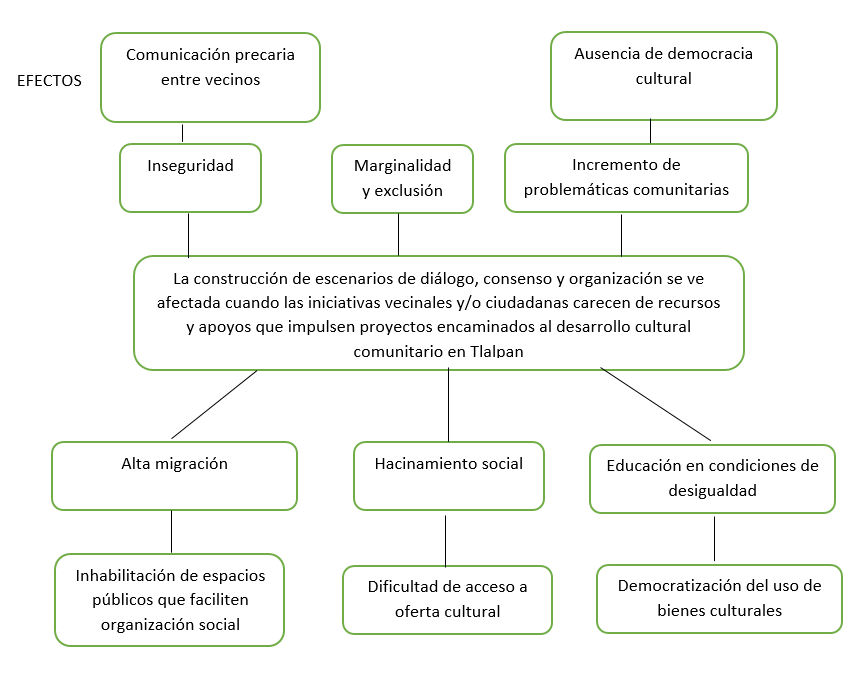 EFECTOS
Comunicación precaria
entre vecinos
Ausencia de democracia
cultural
Inseguridad
Marginalidad
y exclusión
Incremento de
problemáticas comunitarias
La construcción de escenarios de diálogo, consenso y organización se ve
afectada cuando las iniciativas vecinales y/o ciudadanas carecen de recursos
y apoyos que impulsen proyectos encaminados al desarrollo cultural
comunitario en Tlalpan
Alta migración
Hacinamiento social
Educación en condiciones de
desigualdad
Inhabilitación de espacios
públicos que faciliten
organización social
Dificultad de acceso a
oferta cultural
Democratización del uso de
bienes culturales